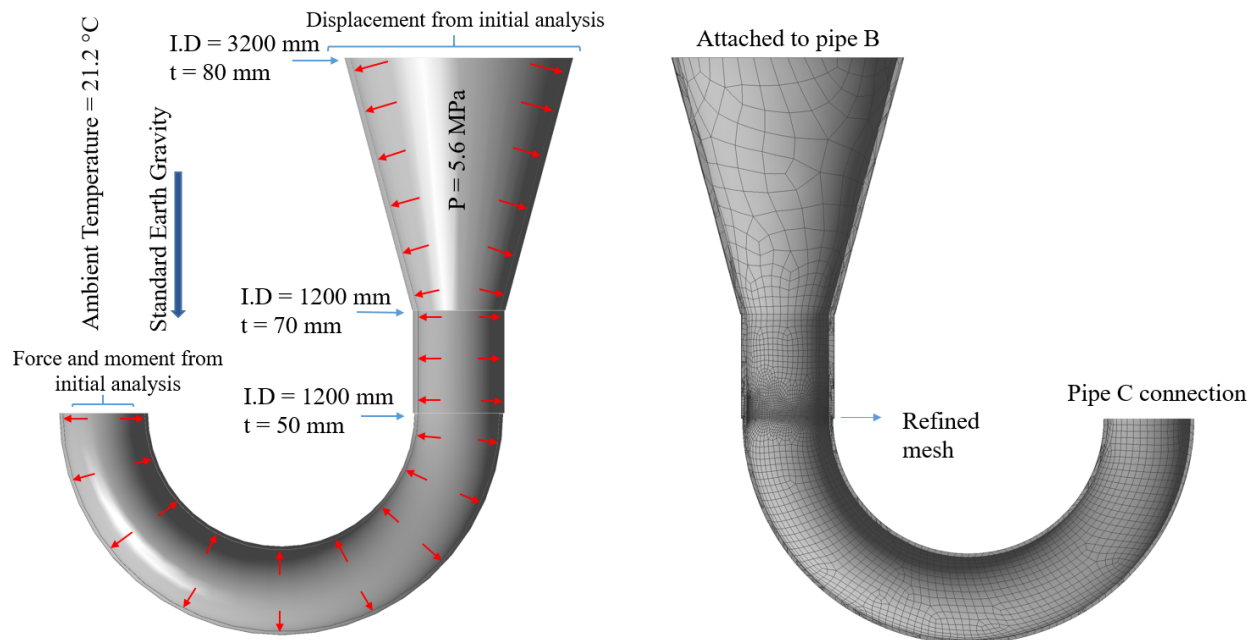 Displacement from initial analysis
I.D = 3200 mm
t = 80 mm
Ambient Temperature = 21.2 °C
Standard Earth Gravity
P = 5.6 MPa
I.D = 1200 mm
t = 70 mm
Force and moment from
initial analysis
I.D = 1200 mm
t = 50 mm
Attached to pipe B
Pipe C connection
Refined
mesh